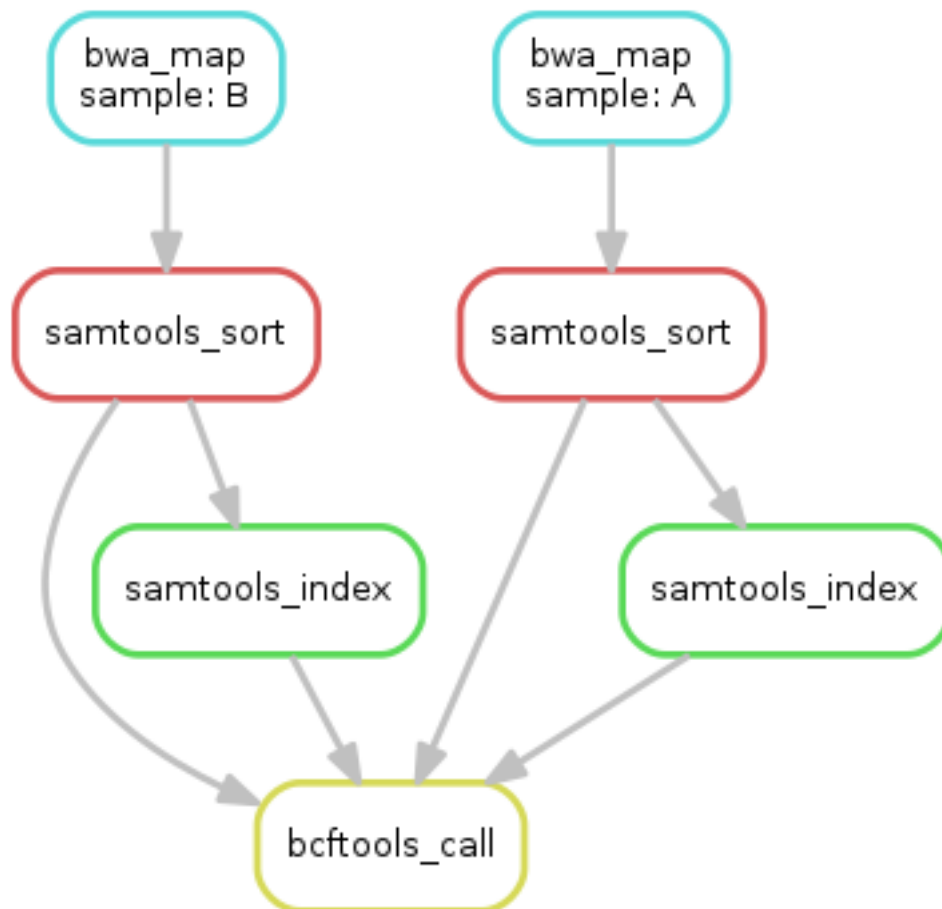 bwa_map
sample: B
bwa_map
sample: A
samtools_sort
samtools_sort
samtools_index
samtools_index
bcftools_call